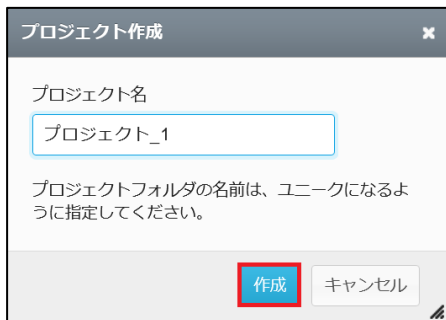 プロジェクト作成
プロジェクト名
プロジェクト_1
プロジェクトフォルダの名前は、ユニークになるよ
うに指定してください。
作成 キャンセル